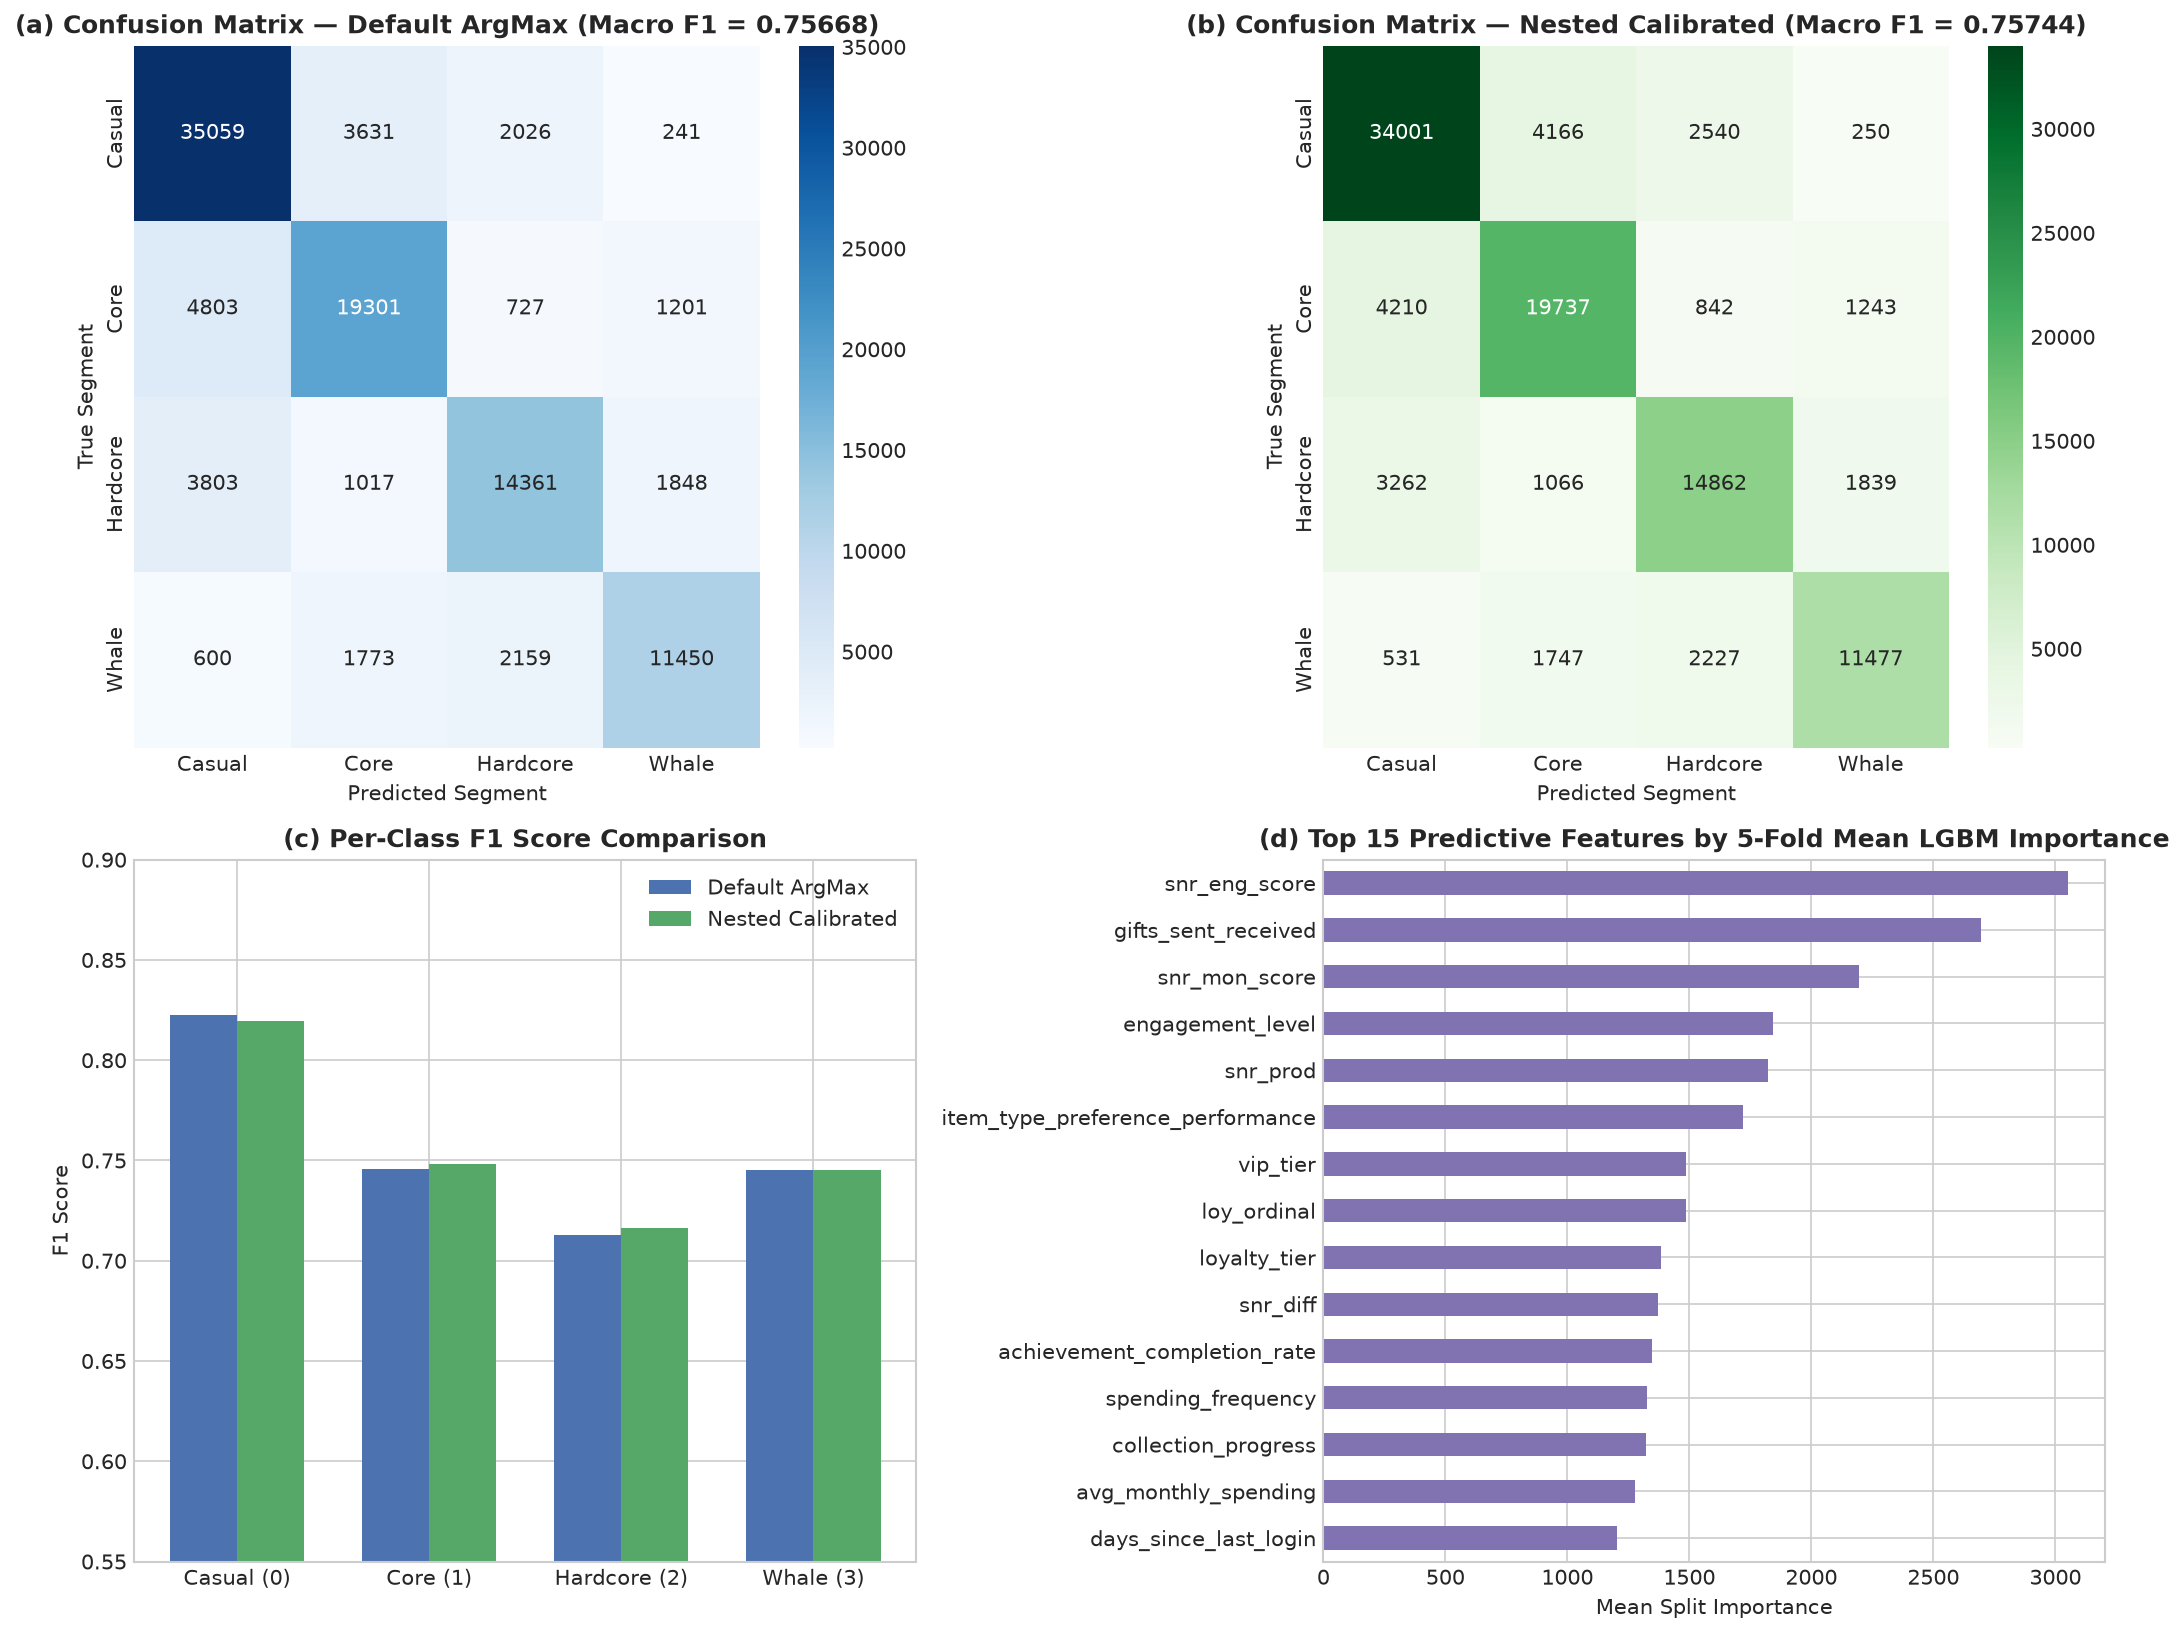 (a) Confusion Matrix — Default ArgMax (Macro F1 = 0.75668)
35000
30000
25000
20000
15000
10000
5000
True Segment
Casual
35059 3631 2026 241
Core
4803 19301 727 1201
Hardcore
3803 1017 14361 1848
Whale
600 1773 2159 11450
Casual Core Hardcore Whale
Predicted Segment
(b) Confusion Matrix — Nested Calibrated (Macro F1 = 0.75744)
30000
25000
20000
15000
10000
5000
True Segment
Casual
34001 4166 2540 250
Core
4210 19737 842 1243
Hardcore
3262 1066 14862 1839
Whale
531 1747 2227 11477
Casual Core Hardcore Whale
Predicted Segment
(c) Per-Class F1 Score Comparison
Default ArgMax
Nested Calibrated
F1 Score
0.90
0.85
0.80
0.75
0.70
0.65
0.60
0.55
Casual (0) Core (1) Hardcore (2) Whale (3)
(d) Top 15 Predictive Features by 5-Fold Mean LGBM Importance
snr_eng_score
gifts_sent_received
snr_mon_score
engagement_level
snr_prod
item_type_preference_performance
vip_tier
loy_ordinal
loyalty_tier
snr_diff
achievement_completion_rate
spending_frequency
collection_progress
avg_monthly_spending
days_since_last_login
0 500 1000 1500 2000 2500 3000
Mean Split Importance